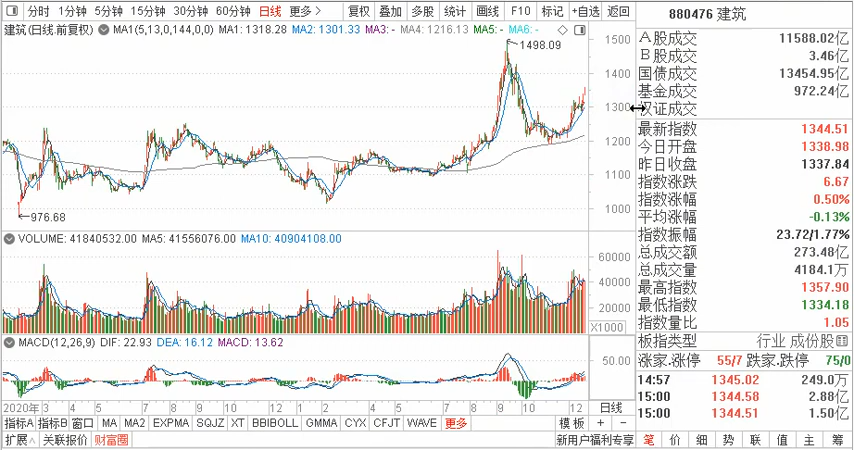 分时 1分钟 5分钟 15分钟 30分钟 60分钟 日线 更多 复权 叠加 多股 统计 画线 F10 标记 +自选 返回
880476 建筑
建筑(日线.前复权) MA1(5,13,0,144,0,0) MA1: 1318.28 MA2: 1301.33 MA3: - MA4: 1216.13 MA5: - MA6: -
1498.09
976.68
1500
1400
1300
1200
1100
1000
VOLUME: 41840532.00 MA5: 41556076.00 MA10: 40904108.00
60000
40000
20000
X1000
MACD(12,26,9) DIF: 22.93 DEA: 16.12 MACD: 13.62
50.00
2020年 3 4 5 7 8 9 10 11 12 1 2 4 5 7 8 9 10 12 日线
指标A 指标B 窗口 MA MA2 EXPMA SQJZ XT BBIBOLL GMMA CYX CFJT WAVE 更多 模板 + −
扩展∧ 关联报价 财富圈 新用户福利专享
A股成交 11588.02亿
B股成交 3.46亿
国债成交 13454.95亿
基金成交 972.24亿
权证成交
最新指数 1344.51
今日开盘 1338.98
昨日收盘 1337.84
指数涨跌 6.67
指数涨幅 0.50%
平均涨幅 -0.13%
指数振幅 23.72/1.77%
总成交额 273.48亿
总成交量 4184.1万
最高指数 1357.90
最低指数 1334.18
指数量比 1.05
板指类型 行业 成份股
涨家.涨停 55/7 跌家.跌停 75/0
14:57 1345.02 249.0万
15:00 1344.58 2.88亿
15:00 1344.51 1.50亿
笔 价 细 势 联 值 主 筹